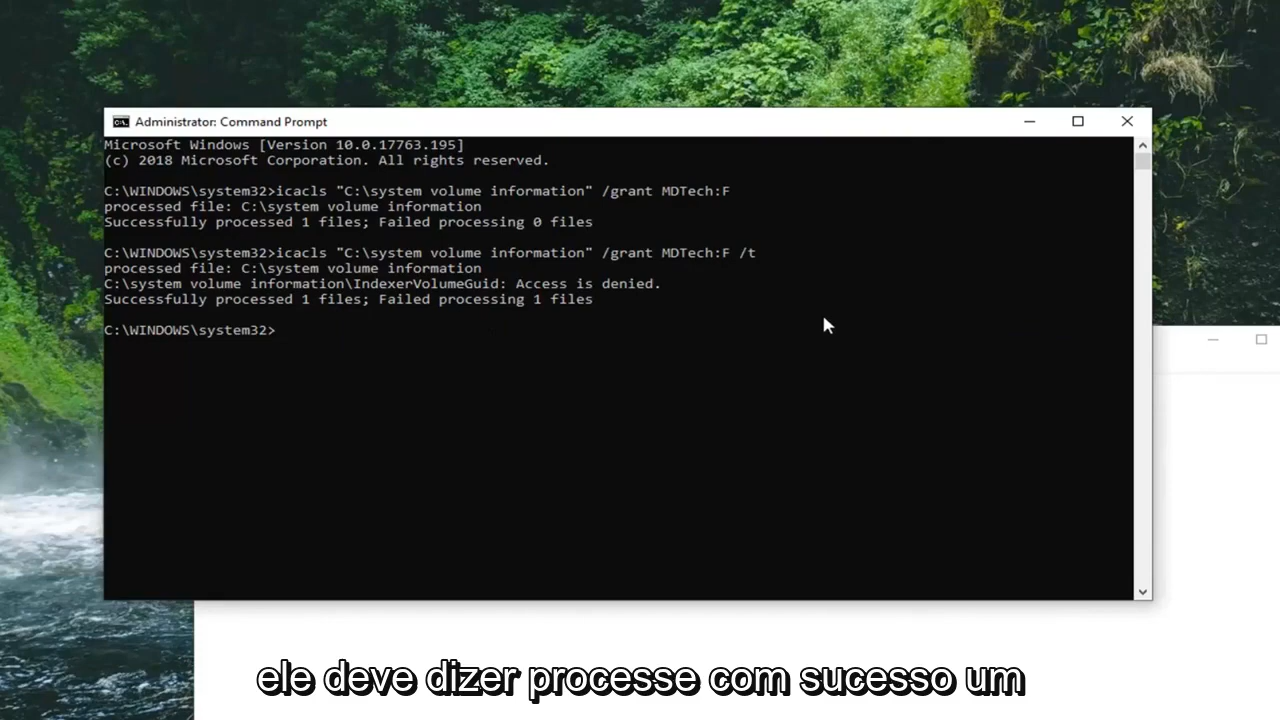 Administrator: Command Prompt
Microsoft Windows [Version 10.0.17763.195]
(c) 2018 Microsoft Corporation. All rights reserved.
C:\WINDOWS\system32>icacls "C:\system volume information" /grant MDTech:F
processed file: C:\system volume information
Successfully processed 1 files; Failed processing 0 files
C:\WINDOWS\system32>icacls "C:\system volume information" /grant MDTech:F /t
processed file: C:\system volume information
C:\system volume information\IndexerVolumeGuid: Access is denied.
Successfully processed 1 files; Failed processing 1 files
C:\WINDOWS\system32>
ele deve dizer processe com sucesso um